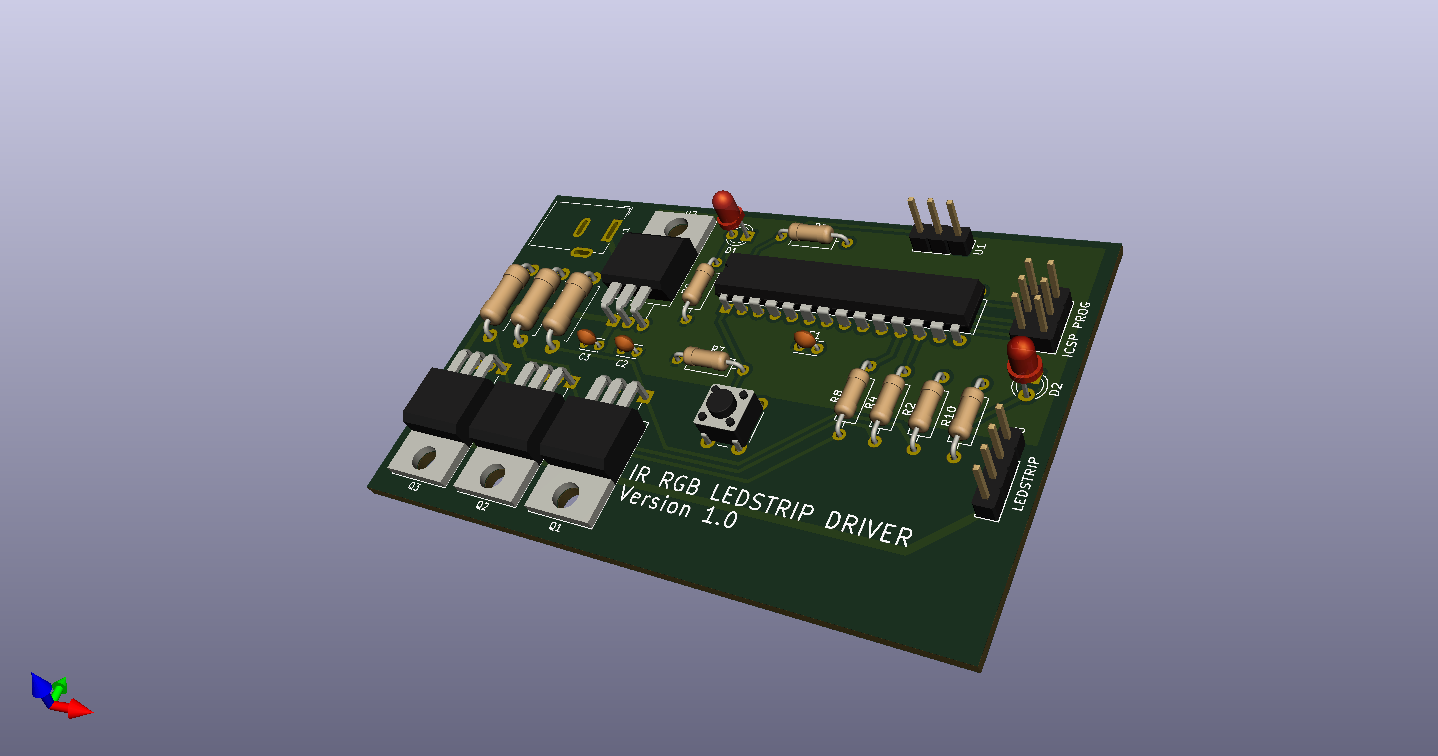 D1
U1
ICSP PROG
C3
C2
R7
C1
R8
R4
R2
R10
D2
LEDSTRIP
Q3
Q2
Q1
IR RGB LEDSTRIP DRIVER
Version 1.0